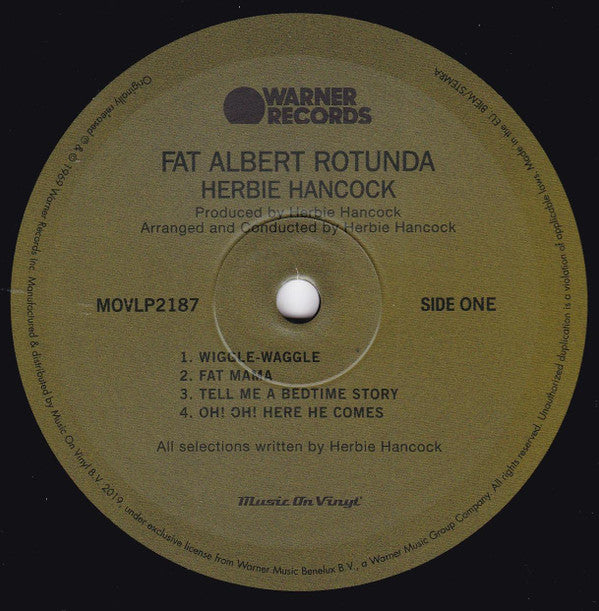 WARNER
RECORDS
FAT ALBERT ROTUNDA
HERBIE HANCOCK
Produced by Herbie Hancock
Arranged and Conducted by Herbie Hancock
MOVLP2187
SIDE ONE
1. WIGGLE-WAGGLE
2. FAT MAMA
3. TELL ME A BEDTIME STORY
4. OH! OH! HERE HE COMES
All selections written by Herbie Hancock
Music On Vinyl
Originally released ℗ & © 1969 Warner Records Inc. Manufactured & distributed by Music On Vinyl B.V. 2019, under exclusive license from Warner Music Benelux B.V., a Warner Music Group Company. All rights reserved. Unauthorized duplication is a violation of applicable laws. Made in the EU. BIEM/STEMRA